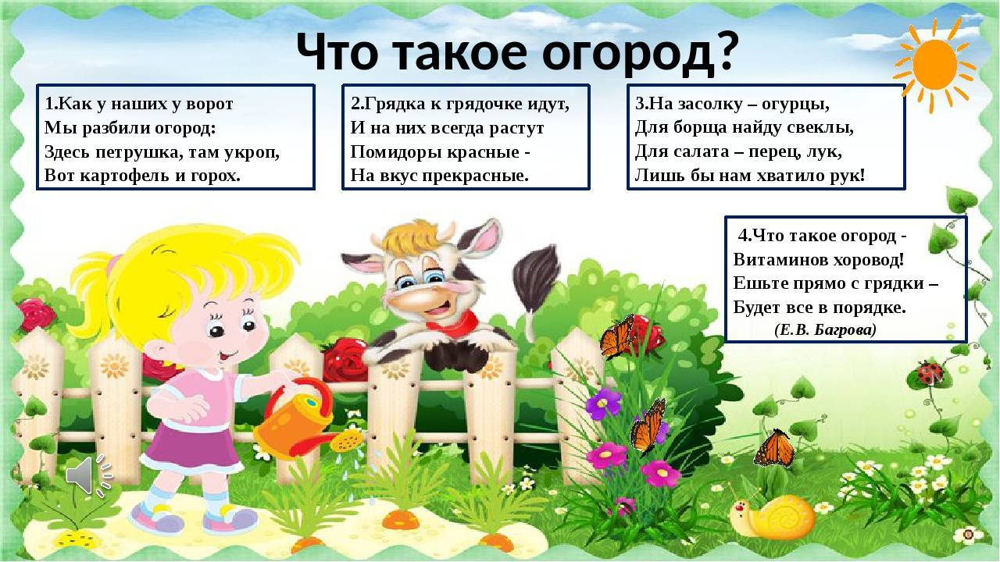 Что такое огород?
1.Как у наших у ворот
Мы разбили огород:
Здесь петрушка, там укроп,
Вот картофель и горох.
2.Грядка к грядочке идут,
И на них всегда растут
Помидоры красные -
На вкус прекрасные.
3.На засолку – огурцы,
Для борща найду свеклы,
Для салата – перец, лук,
Лишь бы нам хватило рук!
4.Что такое огород -
Витаминов хоровод!
Ешьте прямо с грядки –
Будет все в порядке.
(Е.В. Багрова)